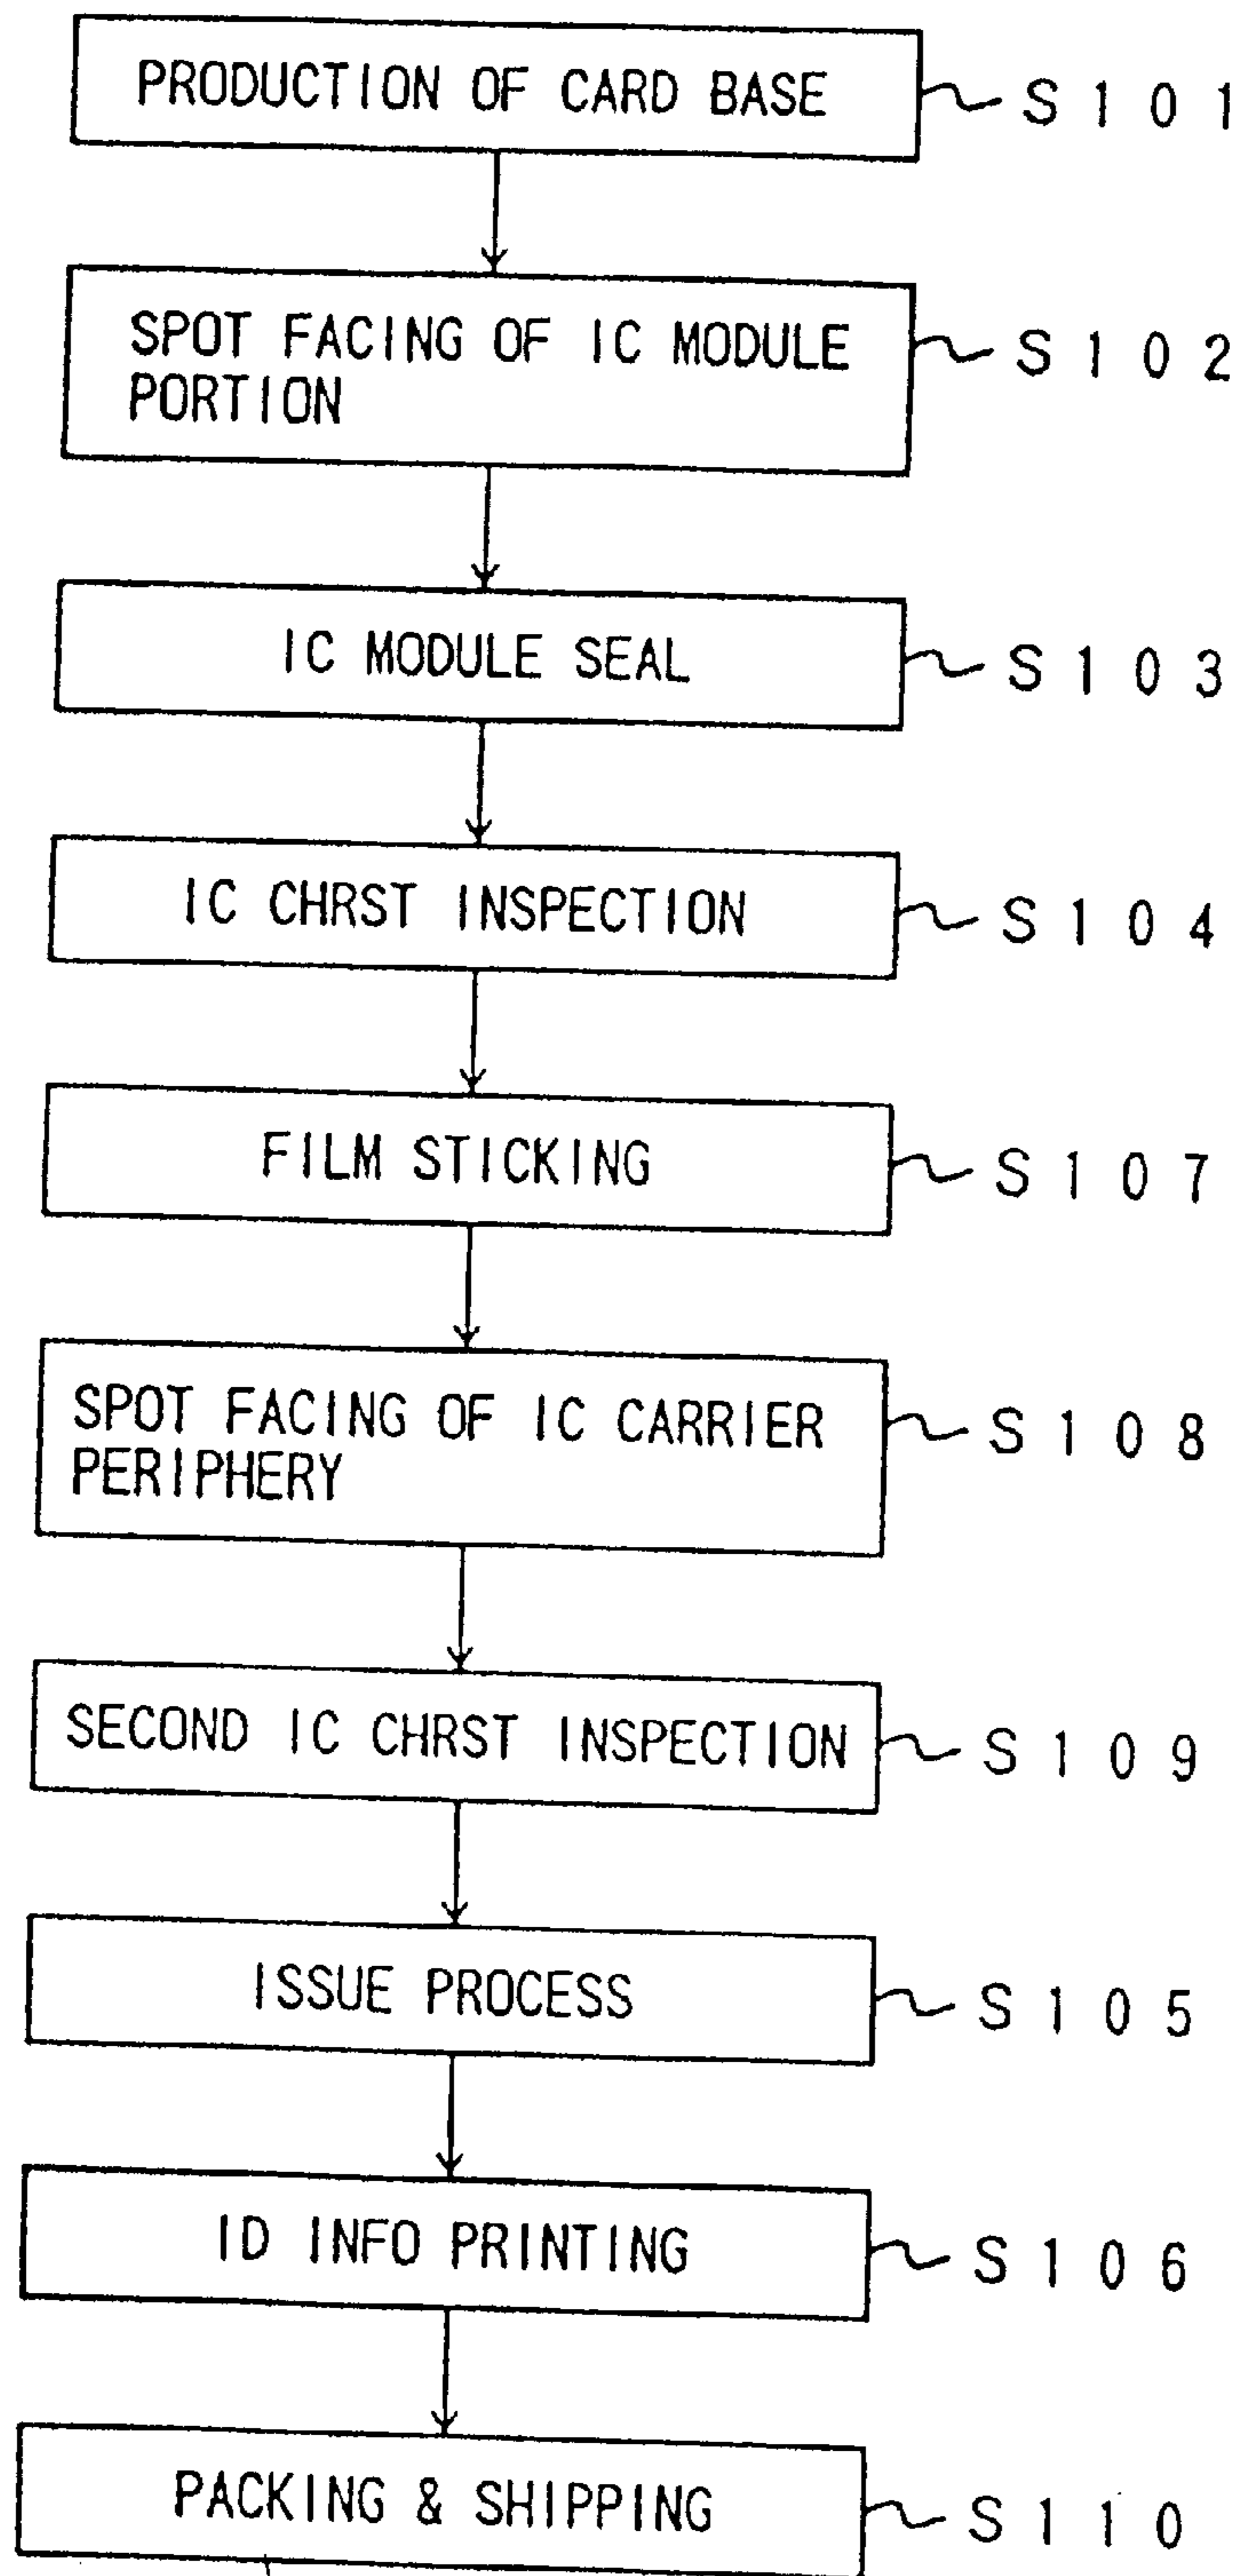 PRODUCTION OF CARD BASE
S101
SPOT FACING OF IC MODULE
PORTION
S102
IC MODULE SEAL
S103
IC CHRST INSPECTION
S104
FILM STICKING
S107
SPOT FACING OF IC CARRIER
PERIPHERY
S108
SECOND IC CHRST INSPECTION
S109
ISSUE PROCESS
S105
ID INFO PRINTING
S106
PACKING & SHIPPING
S110